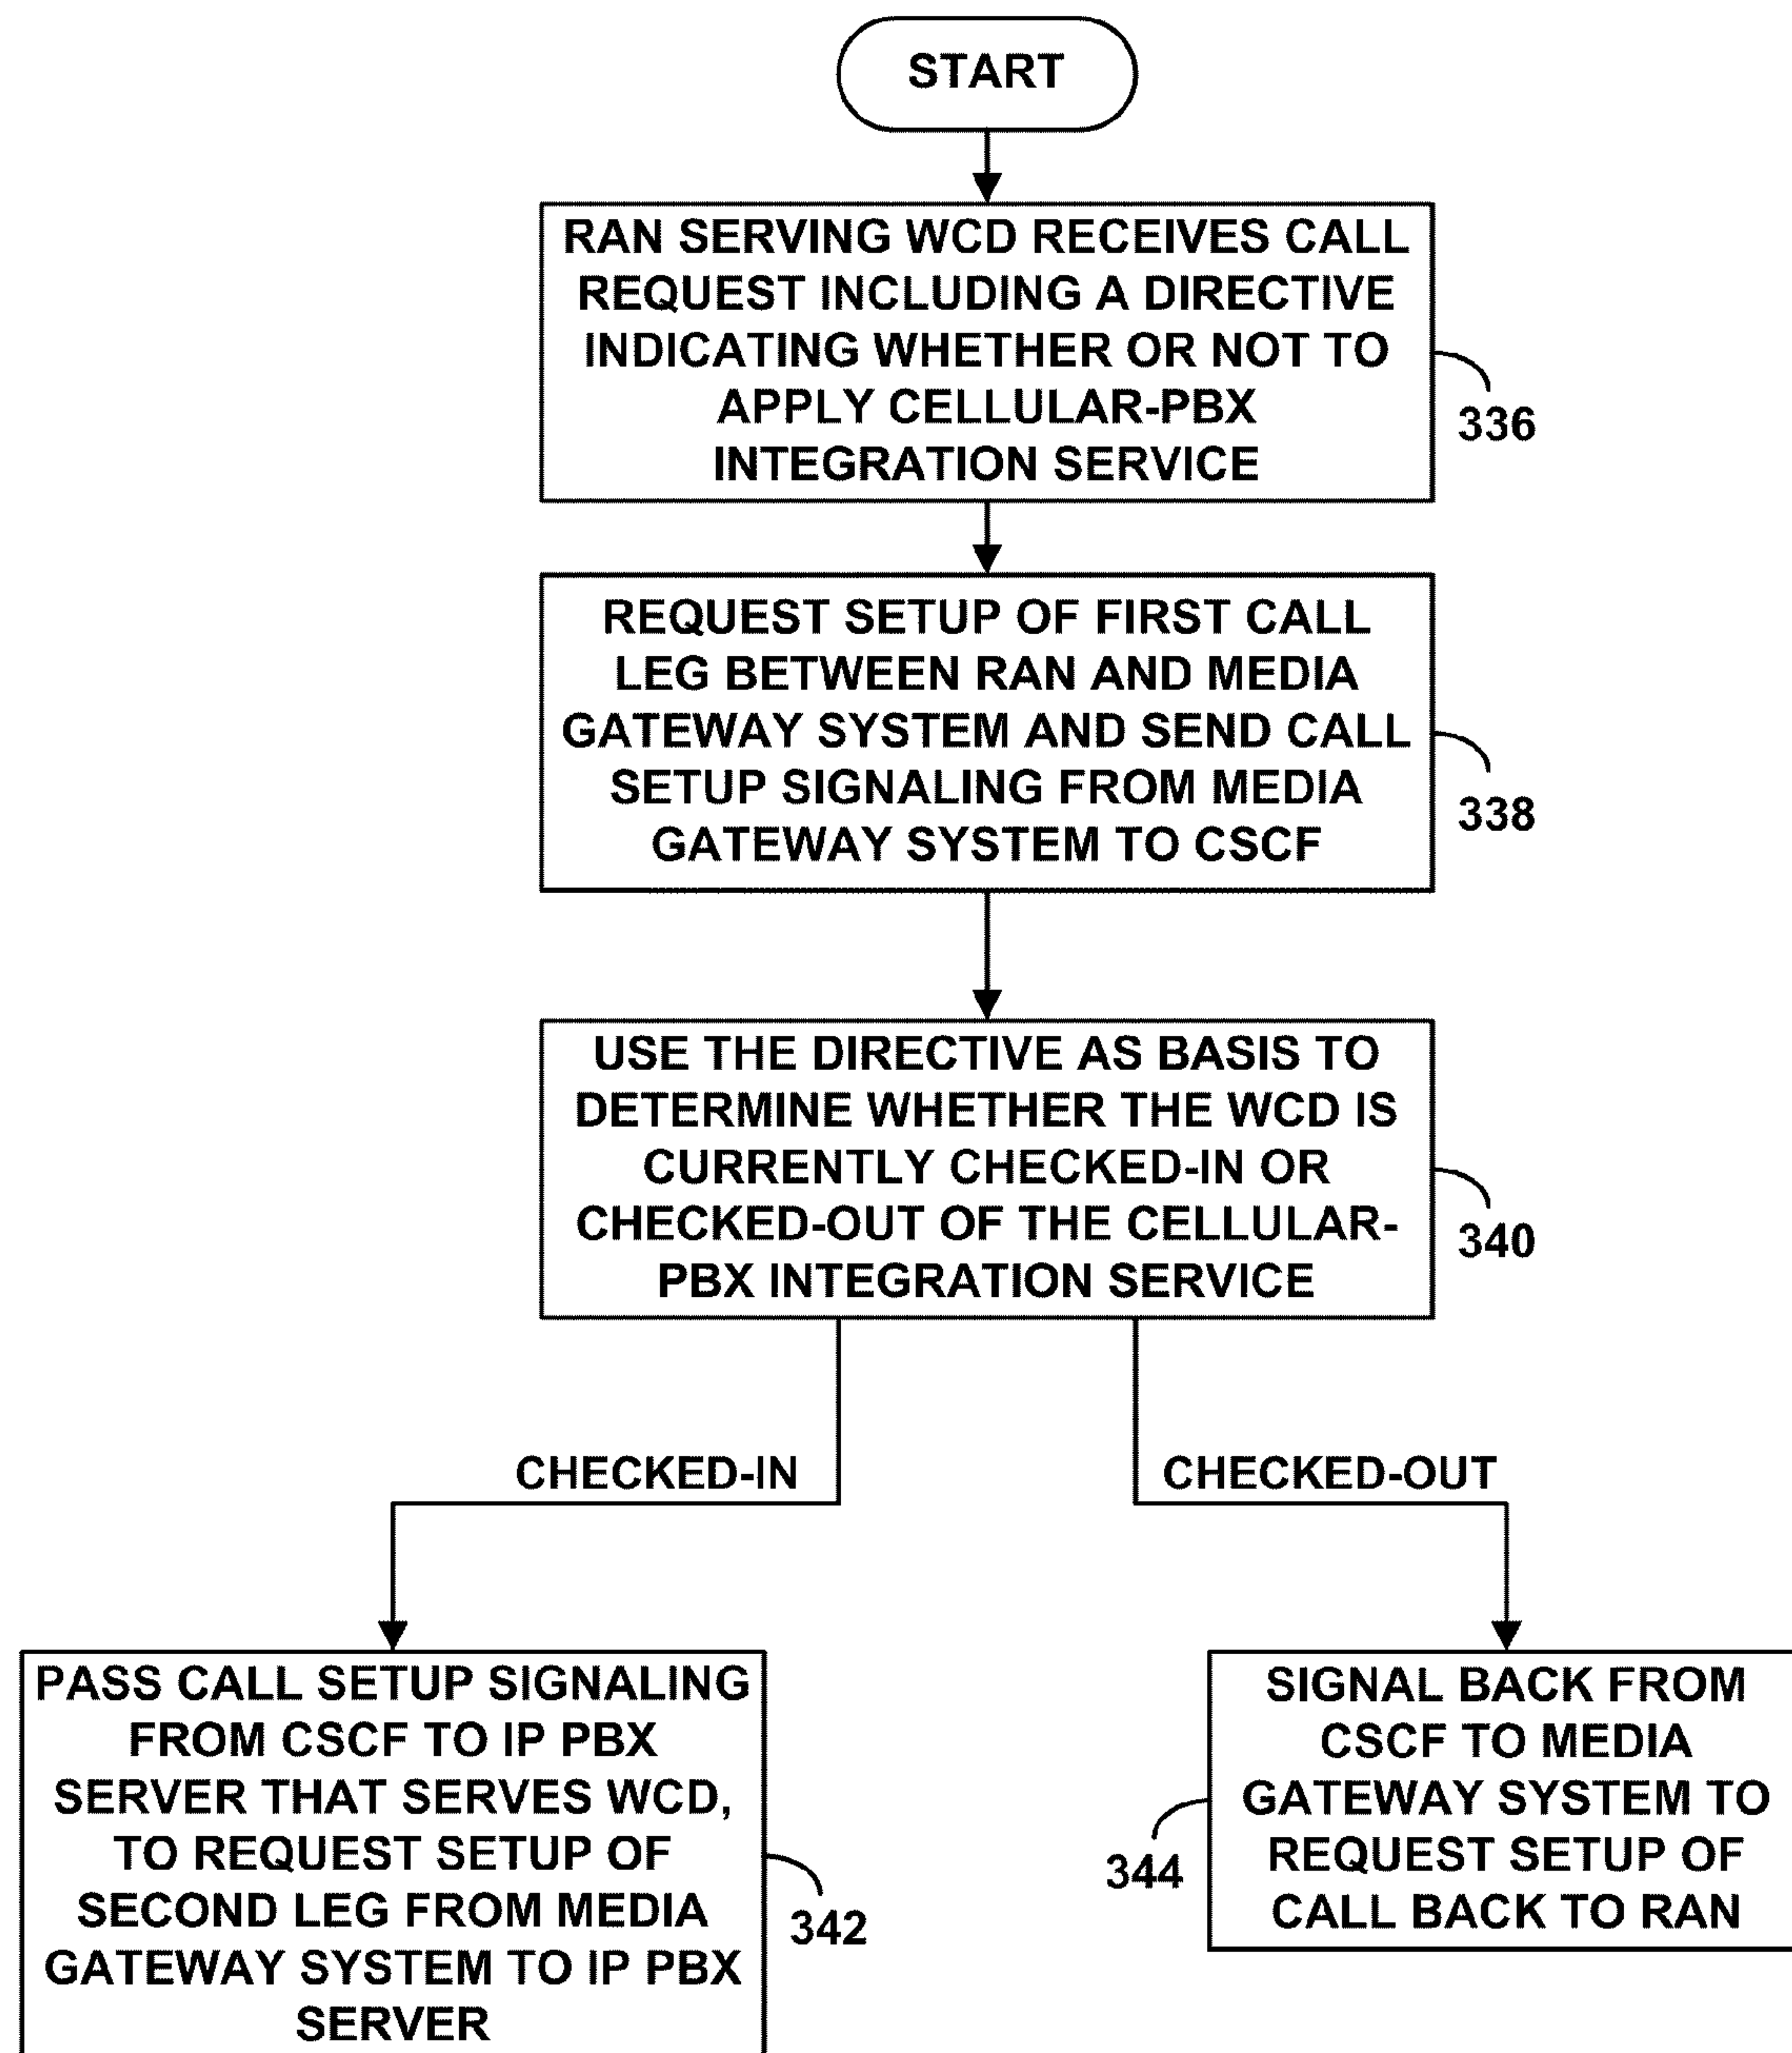 START
RAN SERVING WCD RECEIVES CALL
REQUEST INCLUDING A DIRECTIVE
INDICATING WHETHER OR NOT TO
APPLY CELLULAR-PBX
INTEGRATION SERVICE
336
REQUEST SETUP OF FIRST CALL
LEG BETWEEN RAN AND MEDIA
GATEWAY SYSTEM AND SEND CALL
SETUP SIGNALING FROM MEDIA
GATEWAY SYSTEM TO CSCF
338
USE THE DIRECTIVE AS BASIS TO
DETERMINE WHETHER THE WCD IS
CURRENTLY CHECKED-IN OR
CHECKED-OUT OF THE CELLULAR-
PBX INTEGRATION SERVICE
340
CHECKED-IN
CHECKED-OUT
PASS CALL SETUP SIGNALING
FROM CSCF TO IP PBX
SERVER THAT SERVES WCD,
TO REQUEST SETUP OF
SECOND LEG FROM MEDIA
GATEWAY SYSTEM TO IP PBX
SERVER
342
SIGNAL BACK FROM
CSCF TO MEDIA
GATEWAY SYSTEM TO
REQUEST SETUP OF
CALL BACK TO RAN
344